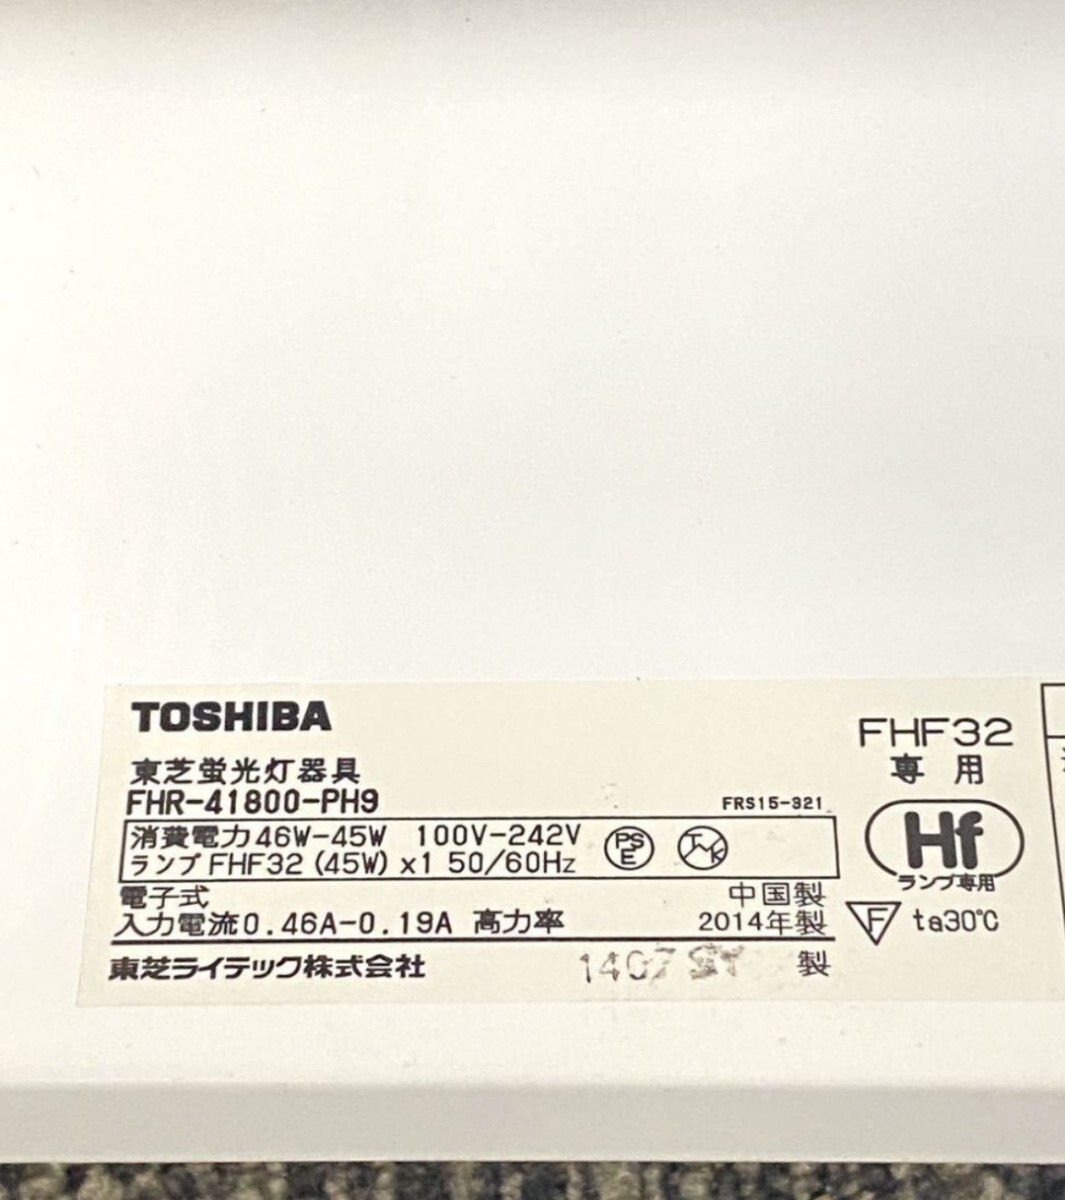 TOSHIBA
東芝蛍光灯器具
FHR-41800-PH9
FRS15-321
消費電力46W-45W 100V-242V
ランプFHF32(45W)x1 50/60Hz
PSE
電子式
中国製
入力電流0.46A-0.19A 高力率
2014年製
東芝ライテック株式会社
1407 製
FHF32
専用
Hf
ランプ専用
F ta30℃